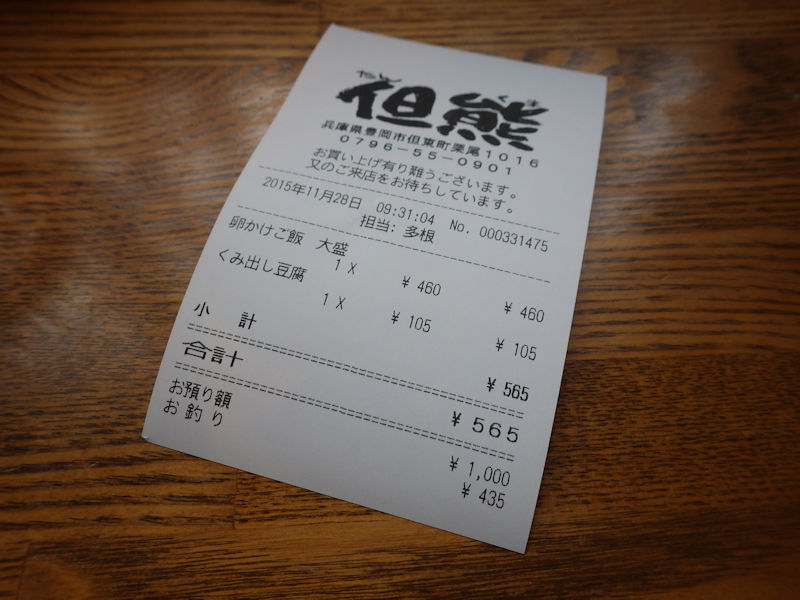 但熊
兵庫県豊岡市但東町栗尾1016
0796-55-0901
お買い上げ有り難うございます。
又のご来店をお待ちしています。
2015年11月28日 09:31:04 No. 000331475
担当: 多根
卵かけご飯 大盛
1 X ¥ 460 ¥ 460
くみ出し豆腐
1 X ¥ 105 ¥ 105
小 計 ¥ 565
合計 ¥ 565
お預り額 ¥ 1,000
お 釣 り ¥ 435